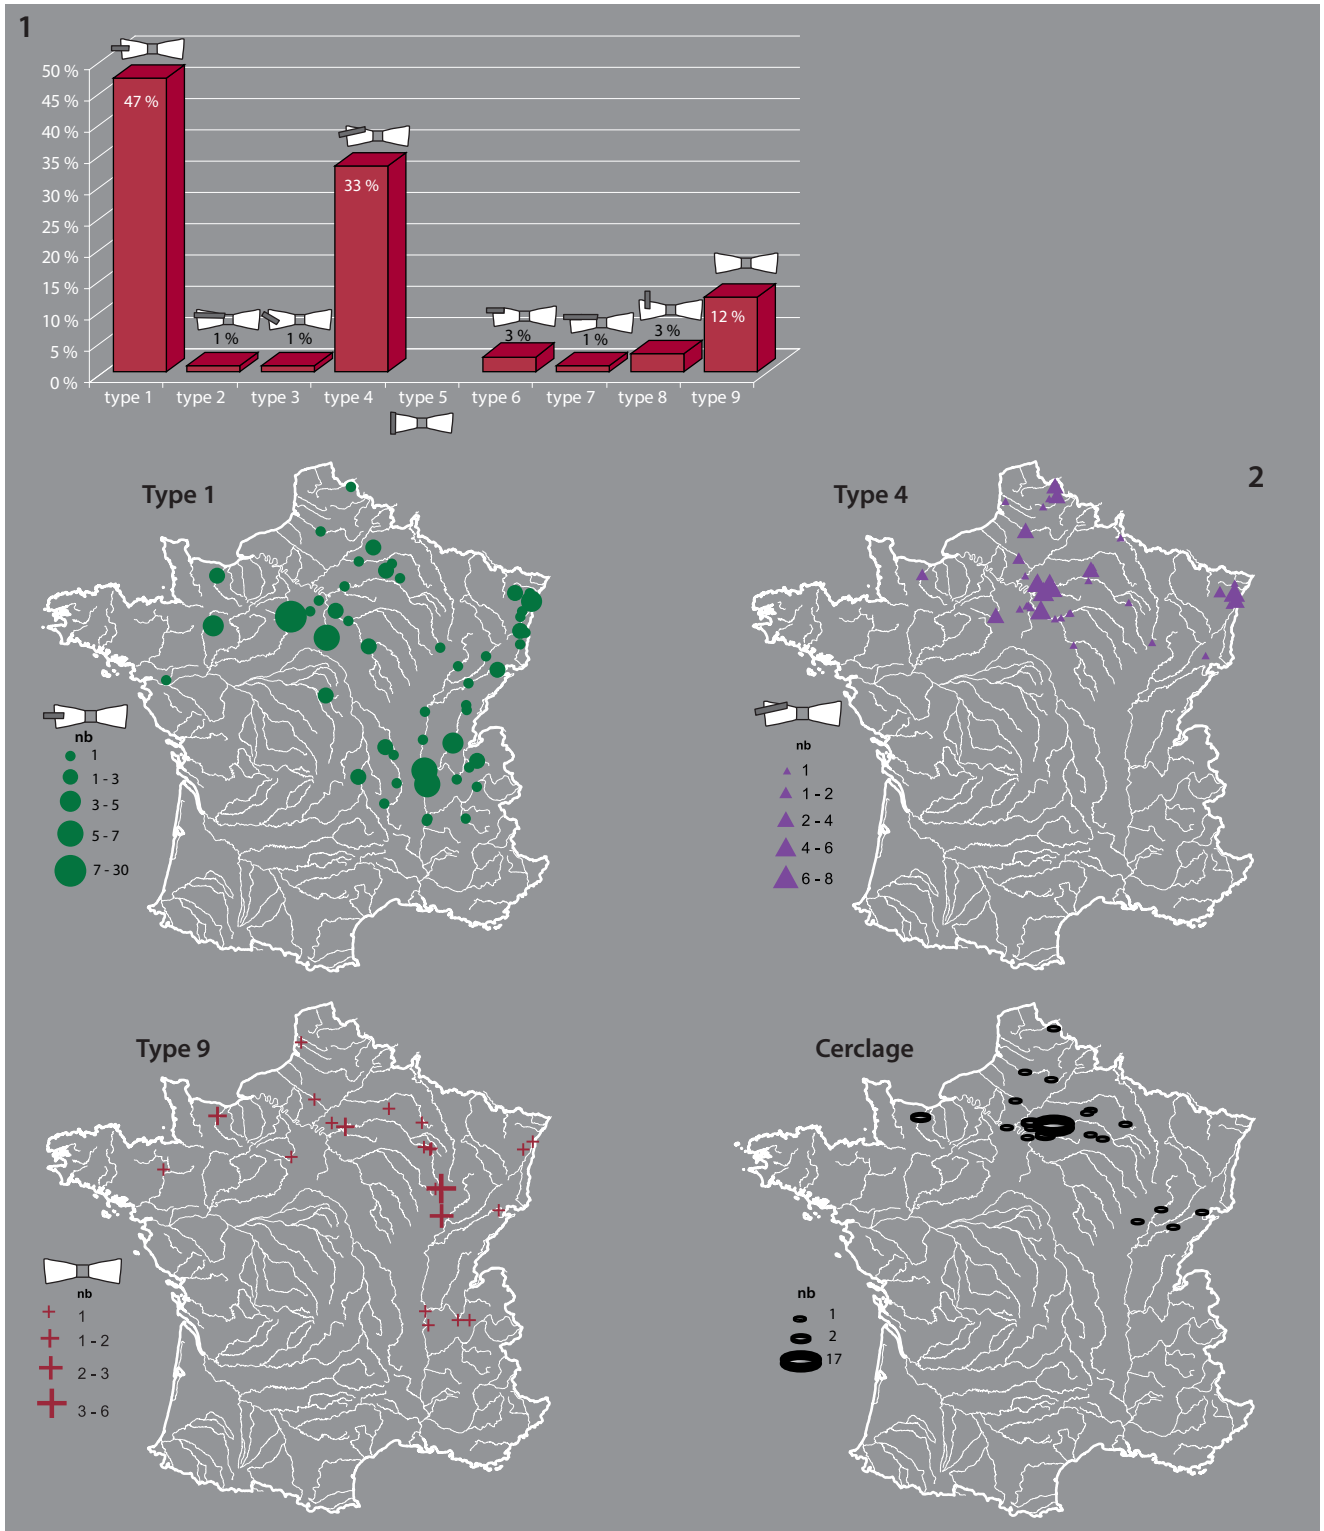 1
50 %
45 %
40 %
35 %
30 %
25 %
20 %
15 %
10 %
5 %
0 %
47 %
1 %
1 %
33 %
3 %
1 %
3 %
12 %
type 1 type 2 type 3 type 4 type 5 type 6 type 7 type 8 type 9
2
Type 1
nb
1
1 - 3
3 - 5
5 - 7
7 - 30
Type 4
nb
1
1 - 2
2 - 4
4 - 6
6 - 8
Type 9
nb
1
1 - 2
2 - 3
3 - 6
Cerclage
nb
1
2
17